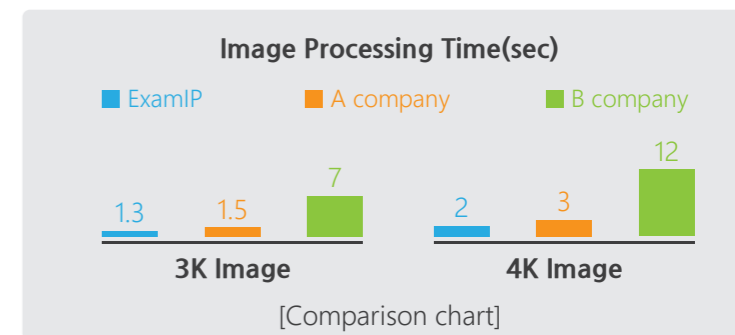 Image Processing Time(sec)
ExamIP A company B company
1.3 1.5 7 2 3 12
3K Image 4K Image
[Comparison chart]